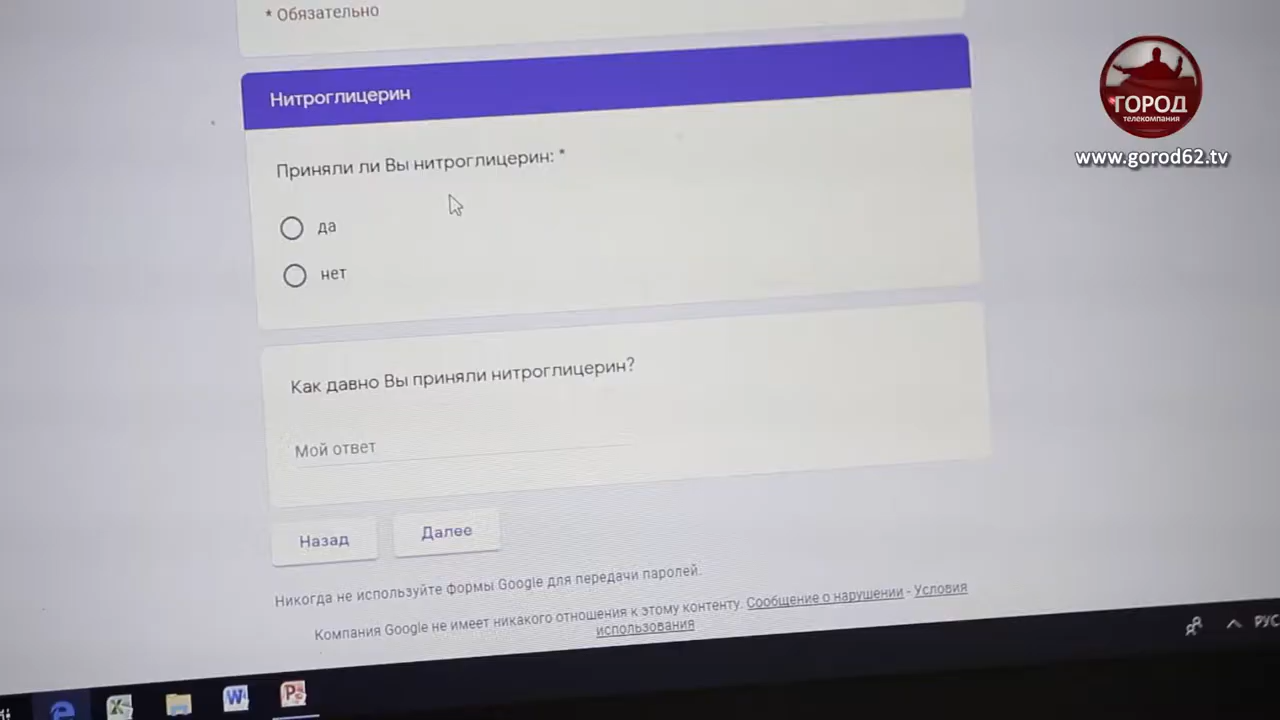 * Обязательно
Нитроглицерин
Приняли ли Вы нитроглицерин: *
да
нет
Как давно Вы приняли нитроглицерин?
Мой ответ
Назад
Далее
Никогда не используйте формы Google для передачи паролей.
Компания Google не имеет никакого отношения к этому контенту. Сообщение о нарушении - Условия
использования
РУС
ГОРОД
телекомпания
www.gorod62.tv